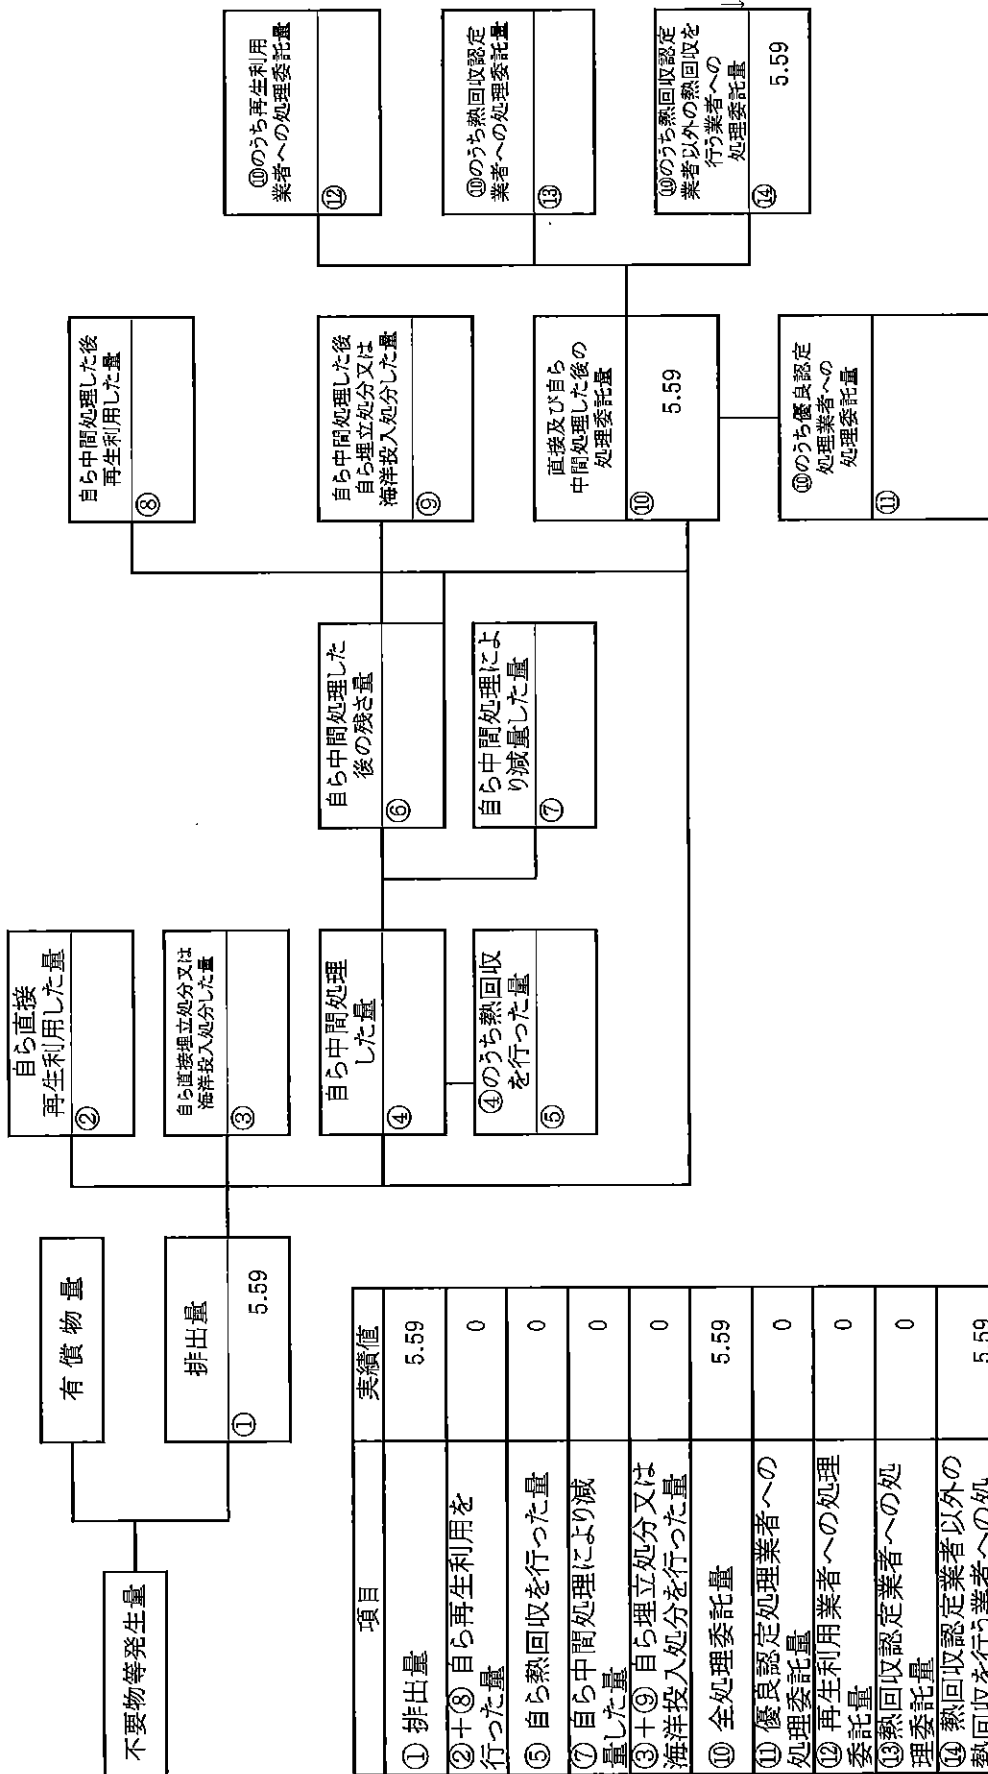 不要物等発生量
有償物量
排出量
①
5.59
自ら直接
再生利用した量
②
自ら直接埋立処分又は
海洋投入処分した量
③
自ら中間処理
した量
④
④のうち熱回収
を行った量
⑤
自ら中間処理した
後の残さ量
⑥
自ら中間処理によ
り減量した量
⑦
自ら中間処理した後
再生利用した量
⑧
自ら中間処理した後
自ら埋立処分又は
海洋投入処分した量
⑨
直接及び自ら
中間処理した後の
処理委託量
⑩
5.59
⑩のうち優良認定
処理業者への
処理委託量
⑪
⑩のうち再生利用
業者への処理委託量
⑫
⑩のうち熱回収認定
業者への処理委託量
⑬
⑩のうち熱回収認定
業者以外の熱回収を
行う業者への
処理委託量
⑭
5.59
項目 実績値
①排出量 5.59
②+⑧ 自ら再生利用を
行った量 0
⑤ 自ら熱回収を行った量 0
⑦ 自ら中間処理により減
量した量 0
③+⑨ 自ら埋立処分又は
海洋投入処分を行った量 0
⑩ 全処理委託量 5.59
⑪ 優良認定処理業者への
処理委託量 0
⑫ 再生利用業者への処理
委託量 0
⑬熱回収認定業者への処
理委託量 0
⑭ 熱回収認定業者以外の
熱回収を行う業者への処 5.59